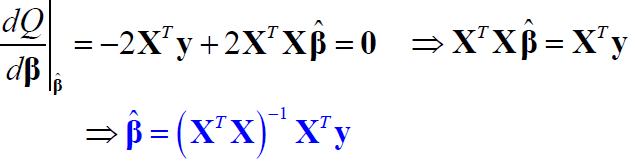 dQ/dβ|β̂ = −2Xᵀy + 2XᵀXβ̂ = 0 ⇒ XᵀXβ̂ = Xᵀy
⇒ β̂ = (XᵀX)⁻¹ Xᵀy